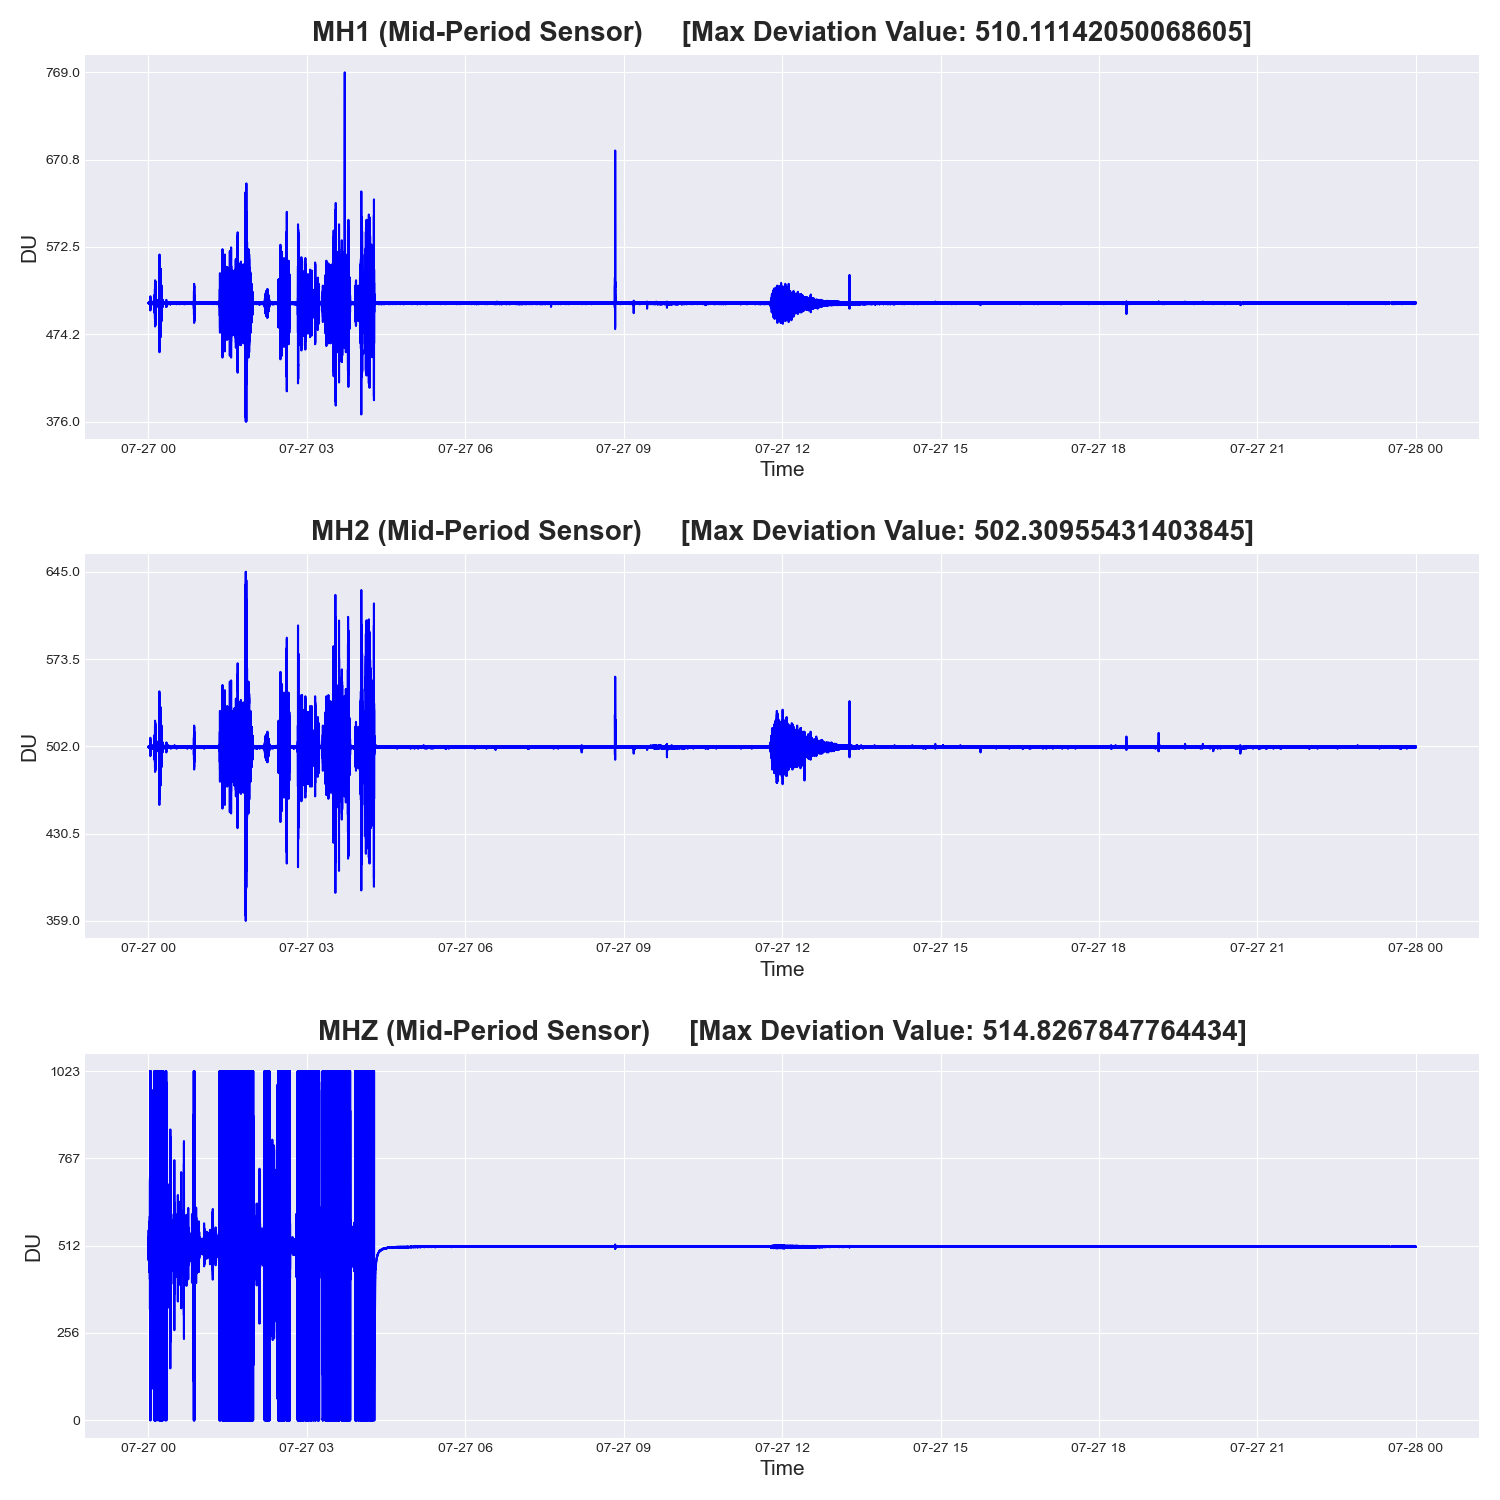 MH1 (Mid-Period Sensor) [Max Deviation Value: 510.11142050068605]
769.0
670.8
572.5
474.2
376.0
DU
07-27 00 07-27 03 07-27 06 07-27 09 07-27 12 07-27 15 07-27 18 07-27 21 07-28 00
Time
MH2 (Mid-Period Sensor) [Max Deviation Value: 502.30955431403845]
645.0
573.5
502.0
430.5
359.0
DU
07-27 00 07-27 03 07-27 06 07-27 09 07-27 12 07-27 15 07-27 18 07-27 21 07-28 00
Time
MHZ (Mid-Period Sensor) [Max Deviation Value: 514.8267847764434]
1023
767
512
256
0
DU
07-27 00 07-27 03 07-27 06 07-27 09 07-27 12 07-27 15 07-27 18 07-27 21 07-28 00
Time